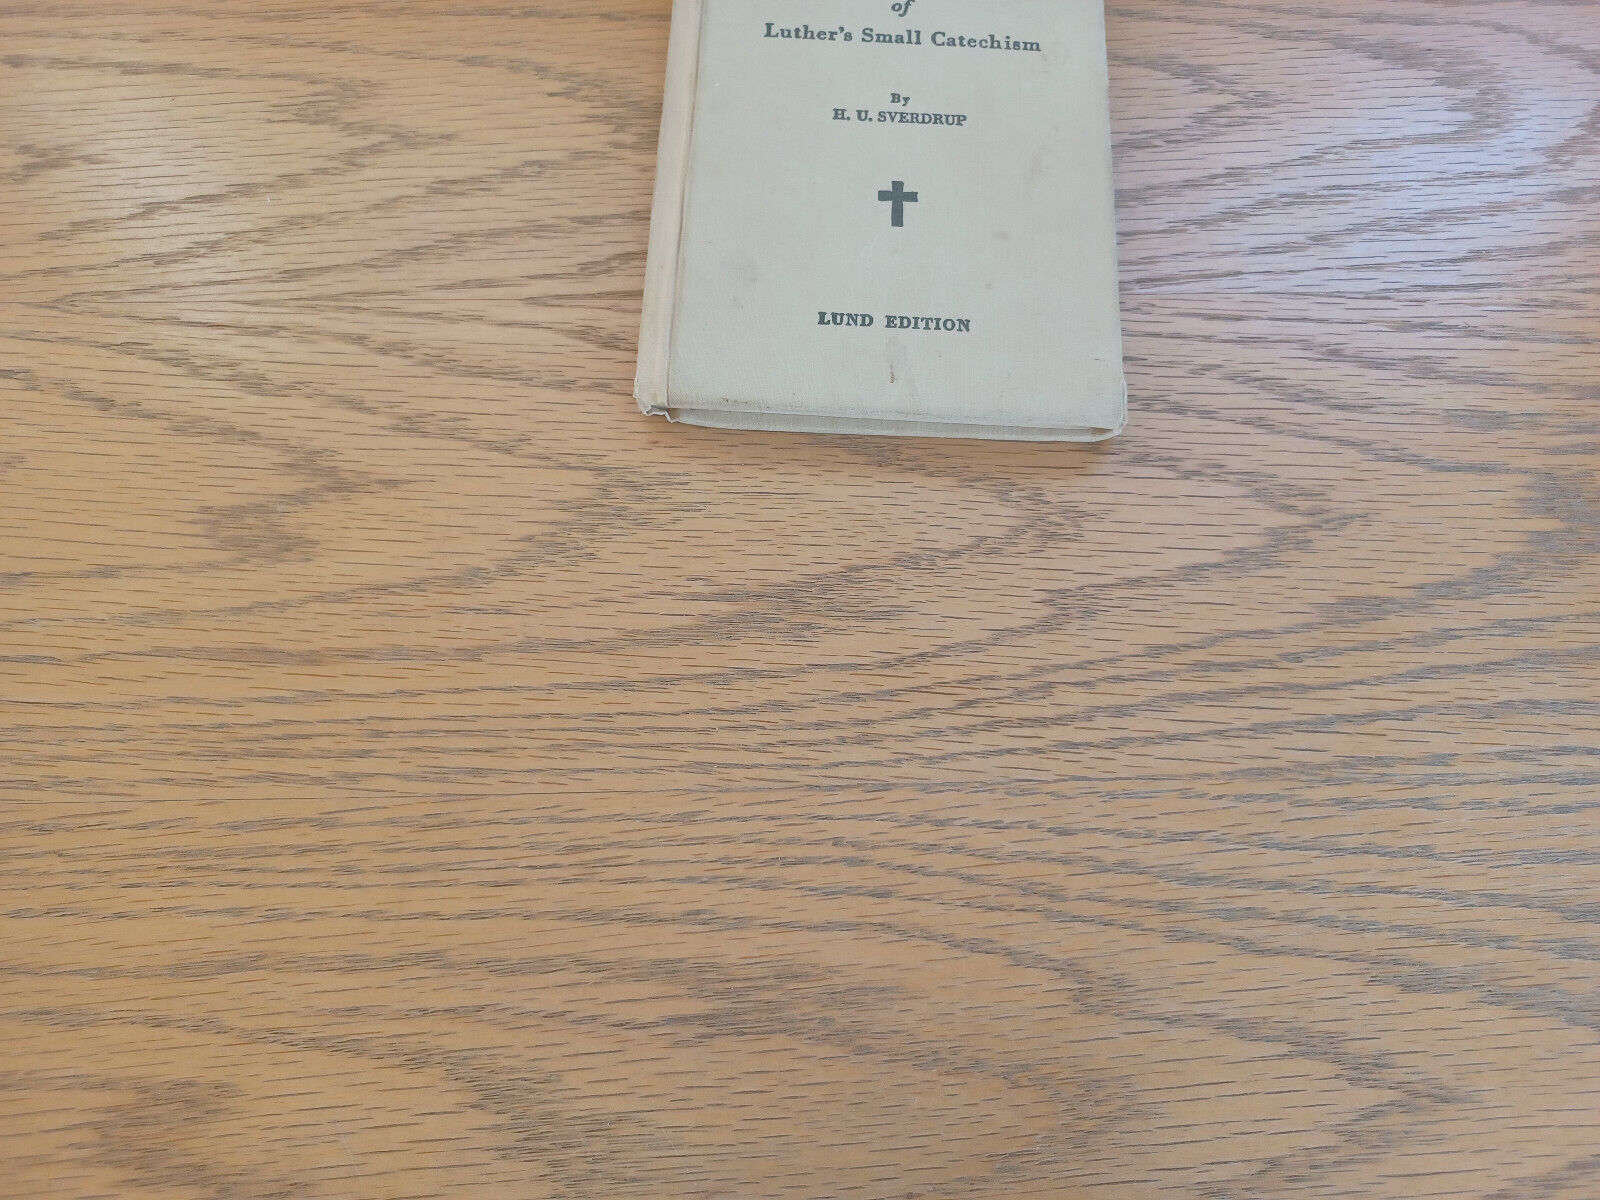 of
Luther's Small Catechism
By
H. U. SVERDRUP
LUND EDITION